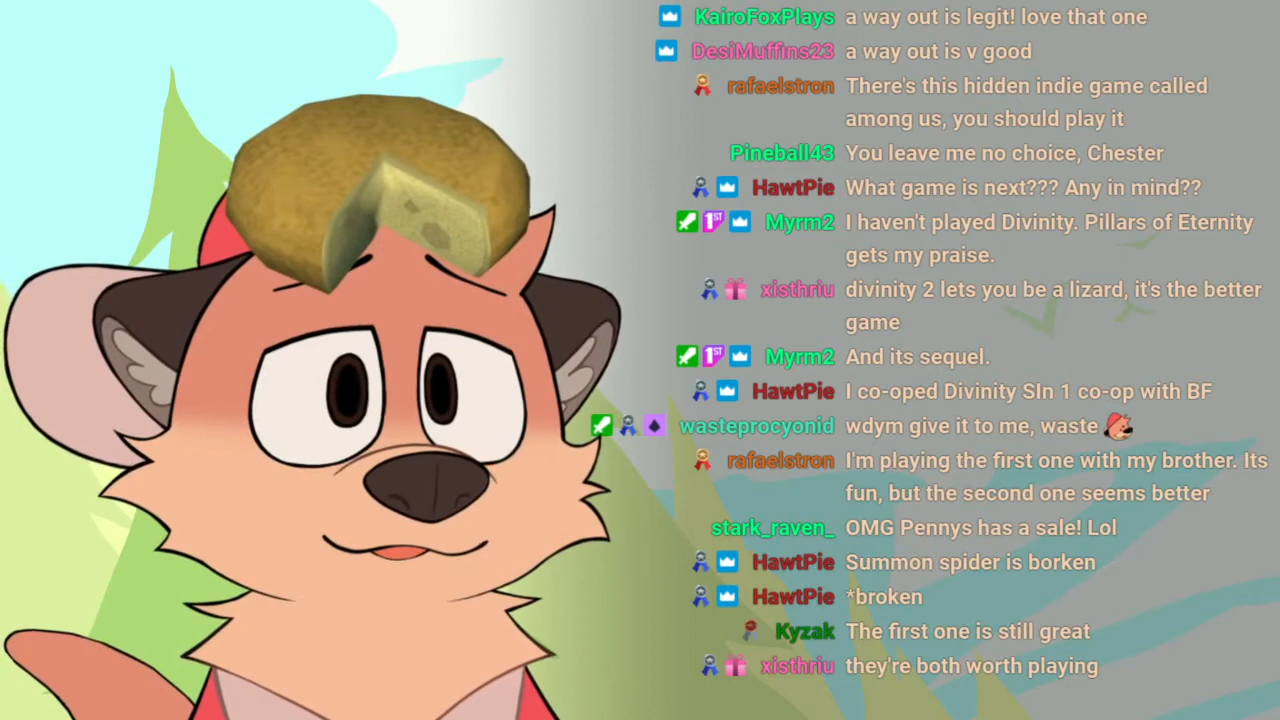 KairoFoxPlays a way out is legit! love that one
DesiMuffins23 a way out is v good
rafaelstron There's this hidden indie game called
among us, you should play it
Pineball43 You leave me no choice, Chester
HawtPie What game is next??? Any in mind??
1ST Myrm2 I haven't played Divinity. Pillars of Eternity
gets my praise.
xisthriu divinity 2 lets you be a lizard, it's the better
game
1ST Myrm2 And its sequel.
HawtPie I co-oped Divinity SIn 1 co-op with BF
wasteprocyonid wdym give it to me, waste
rafaelstron I'm playing the first one with my brother. Its
fun, but the second one seems better
stark_raven_ OMG Pennys has a sale! Lol
HawtPie Summon spider is borken
HawtPie *broken
Kyzak The first one is still great
xisthriu they're both worth playing